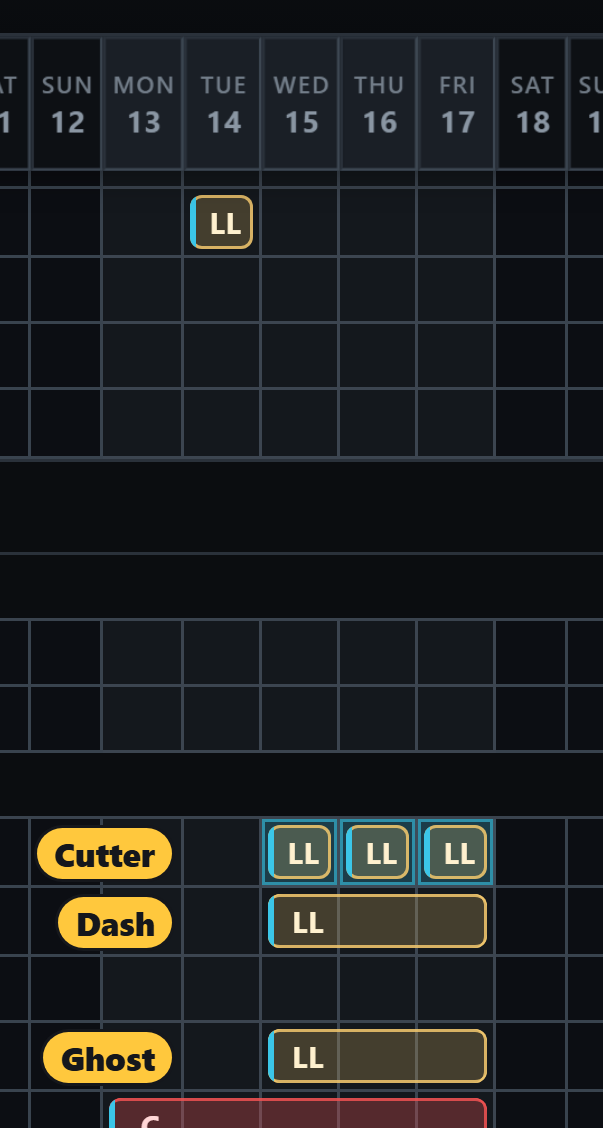 SUN MON TUE WED THU FRI SAT
12 13 14 15 16 17 18
LL
Cutter LL LL LL
Dash LL
Ghost LL